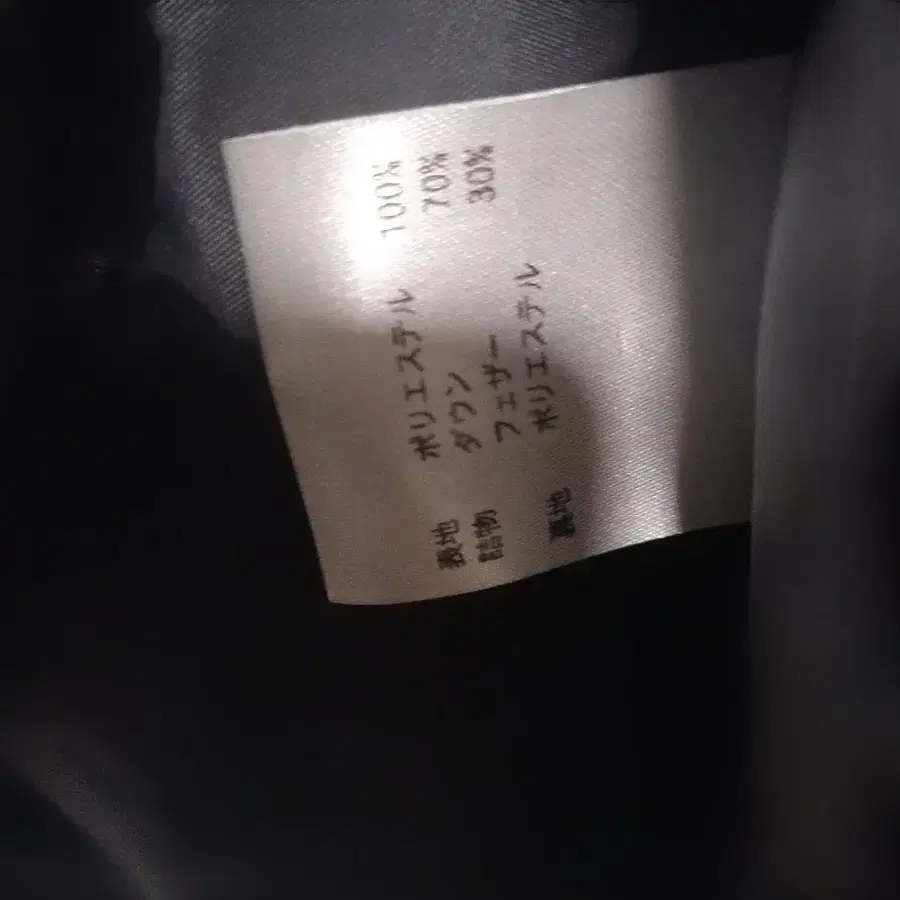 表地 ポリエステル 100%
詰物 ダウン 70%
フェザー 30%
裏地 ポリエステル